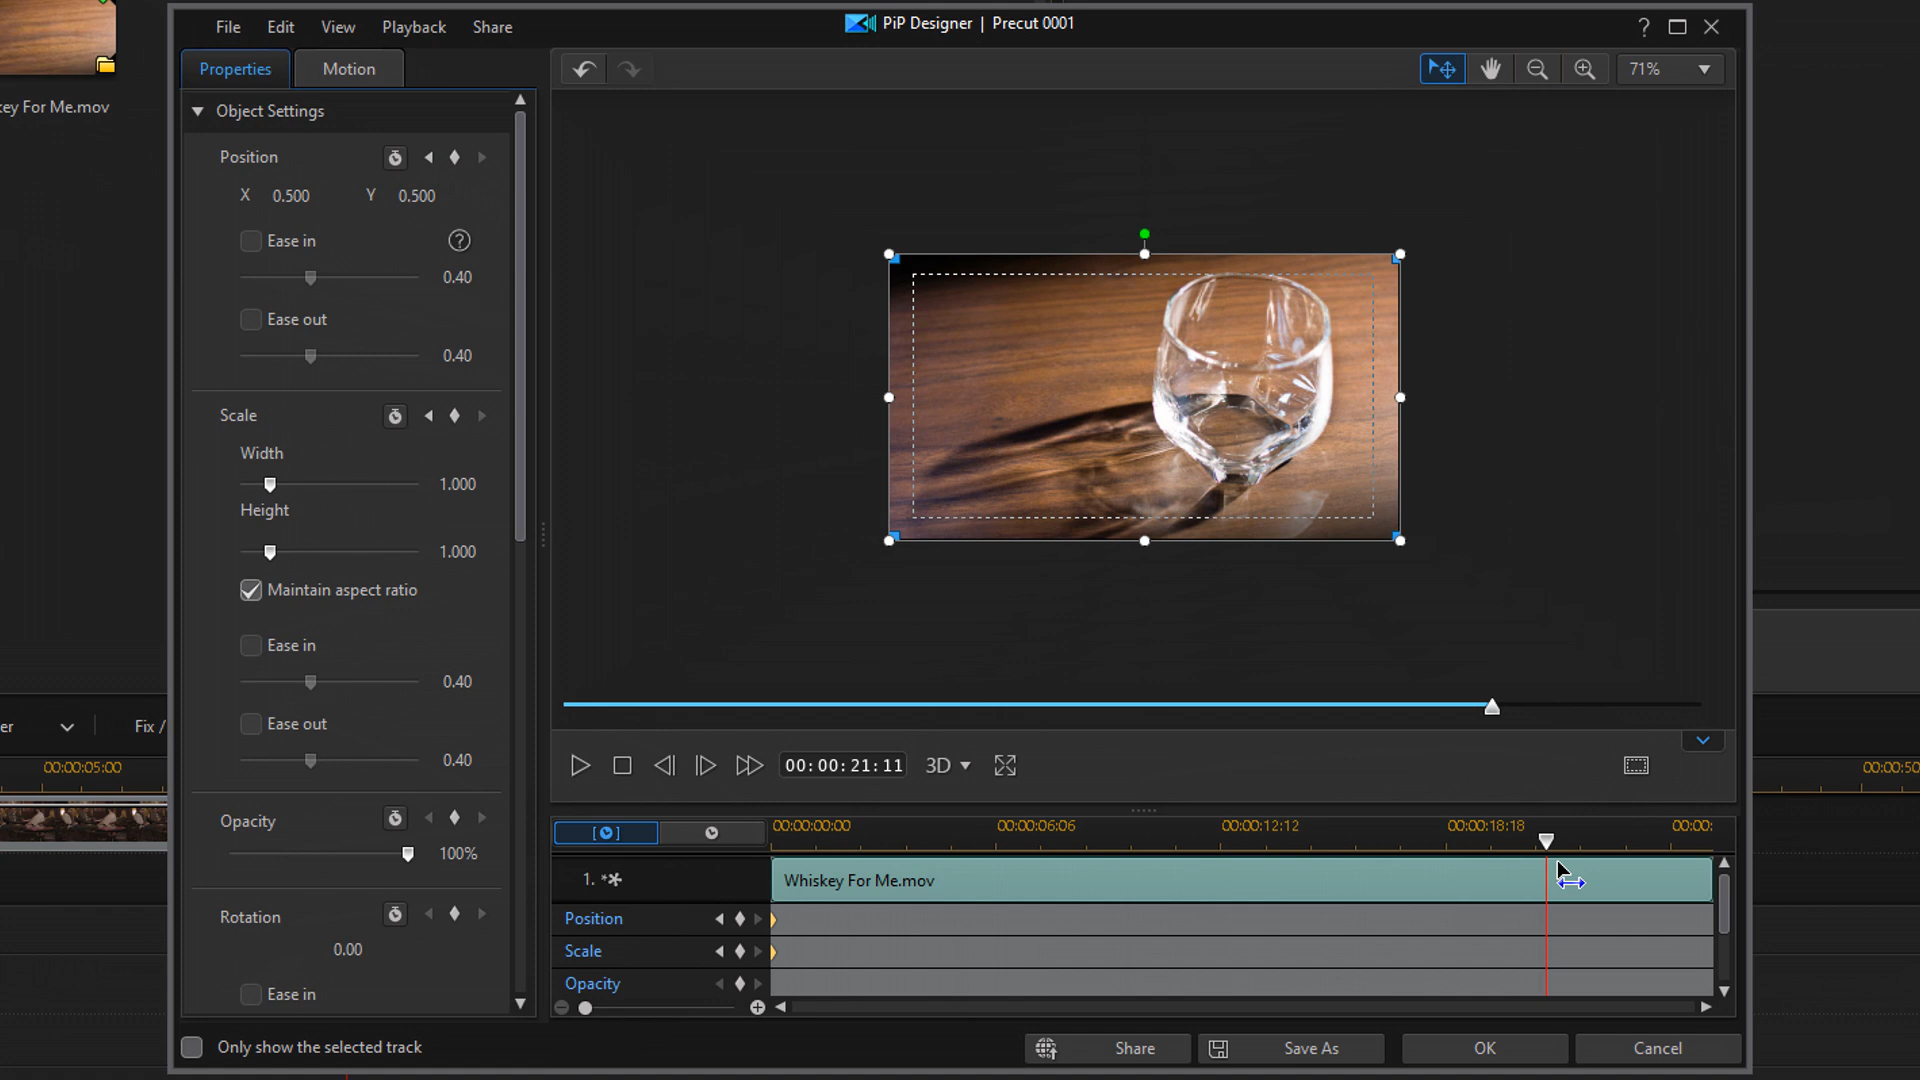 File Edit View Playback Share
PiP Designer | Precut 0001
?
Properties Motion
71%
ey For Me.mov
Object Settings
Position
X 0.500 Y 0.500
Ease in ?
0.40
Ease out
0.40
Scale
Width
1.000
Height
1.000
Maintain aspect ratio
Ease in
0.40
Ease out
0.40
er Fix /
00:00:05:00
00:00:50
Opacity
100%
Rotation
0.00
Ease in
00:00:21:11 3D
00:00:00:00 00:00:06:06 00:00:12:12 00:00:18:18 00:00:
1. Whiskey For Me.mov
Position
Scale
Opacity
Only show the selected track
Share Save As OK Cancel